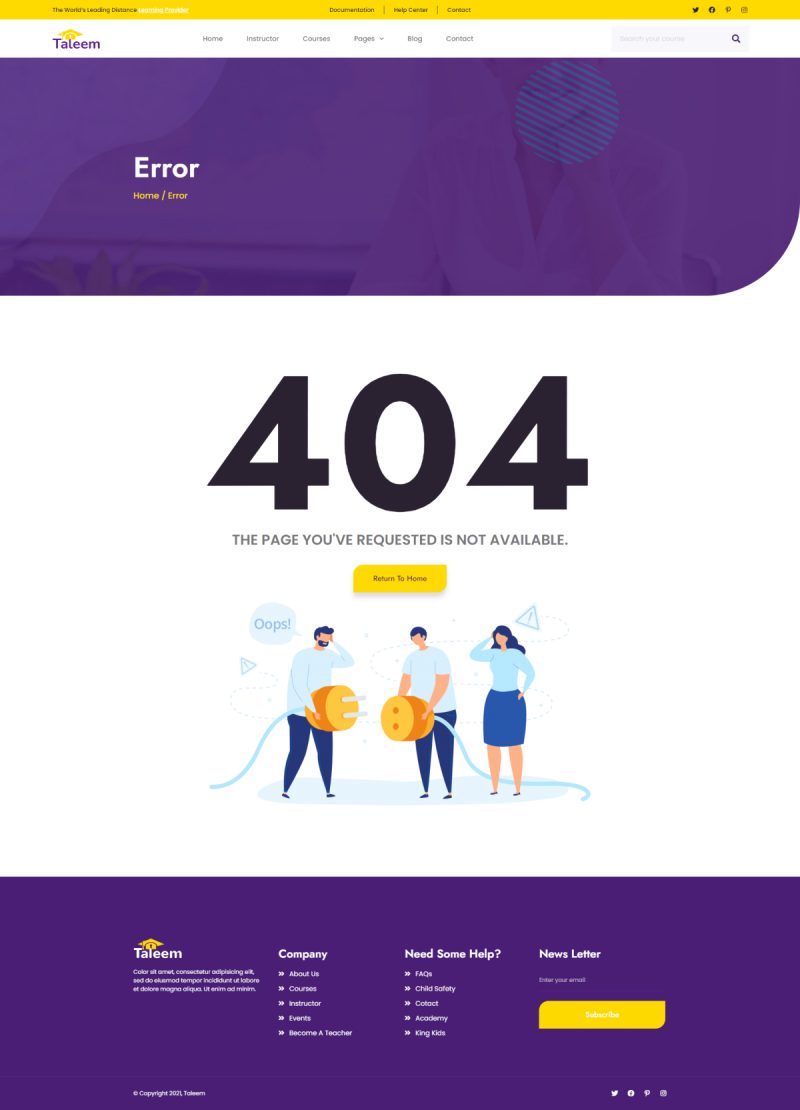 The World's Leading Distance Learning Provider
Documentation
Help Center
Contact
Taleem
Home
Instructor
Courses
Pages
Blog
Contact
Search your course
Error
Home / Error
404
THE PAGE YOU'VE REQUESTED IS NOT AVAILABLE.
Return To Home
Oops!
Taleem
Color sit amet, consectetur adipisicing elit,
sed do eiusmod tempor incididunt ut labore
et dolore magna aliqua. Ut enim ad minim.
Company
About Us
Courses
Instructor
Events
Become A Teacher
Need Some Help?
FAQs
Child Safety
Cotact
Academy
King Kids
News Letter
Enter your email
Subscribe
© Copyright 2021, Taleem